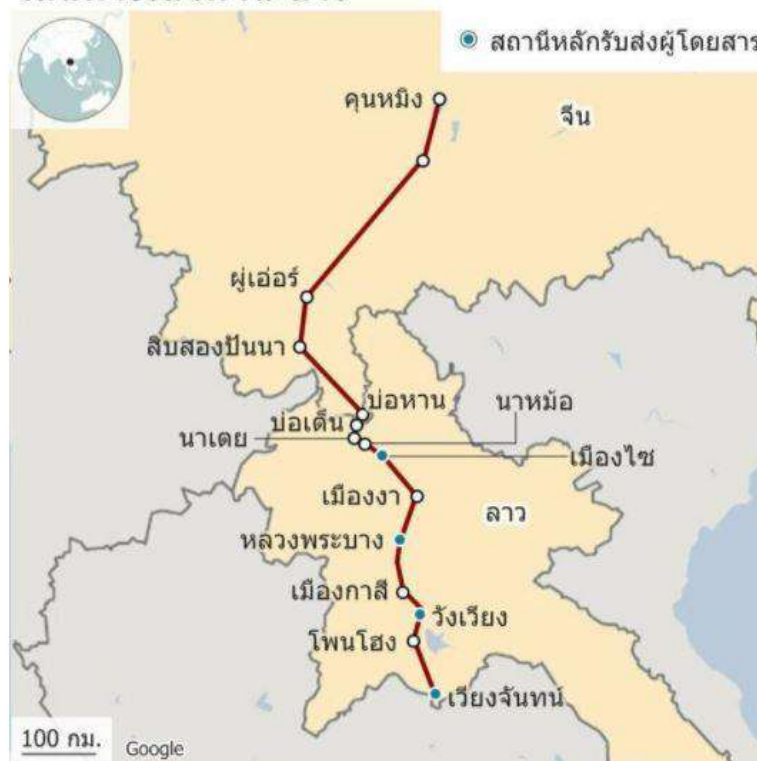 สถานีหลักรับส่งผู้โดยสาร
คุนหมิง
จีน
ผู่เอ่อร์
สิบสองปันนา
บ่อหาน
นาหม้อ
บ่อเต็น
นาเตย
เมืองไซ
เมืองงา
ลาว
หลวงพระบาง
เมืองกาสี
วังเวียง
โพนโฮง
เวียงจันทน์
100 กม.
Google